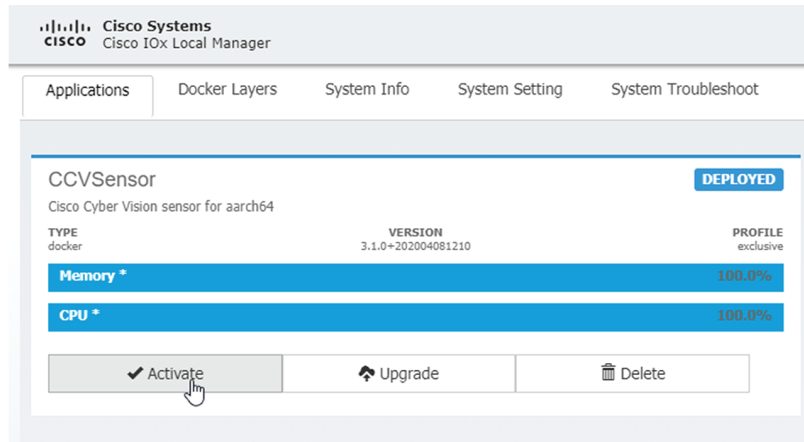 Cisco Systems
CISCO Cisco IOx Local Manager
Applications Docker Layers System Info System Setting System Troubleshoot
CCVSensor DEPLOYED
Cisco Cyber Vision sensor for aarch64
TYPE VERSION PROFILE
docker 3.1.0+202004081210 exclusive
Memory * 100.0%
CPU * 100.0%
Activate Upgrade Delete